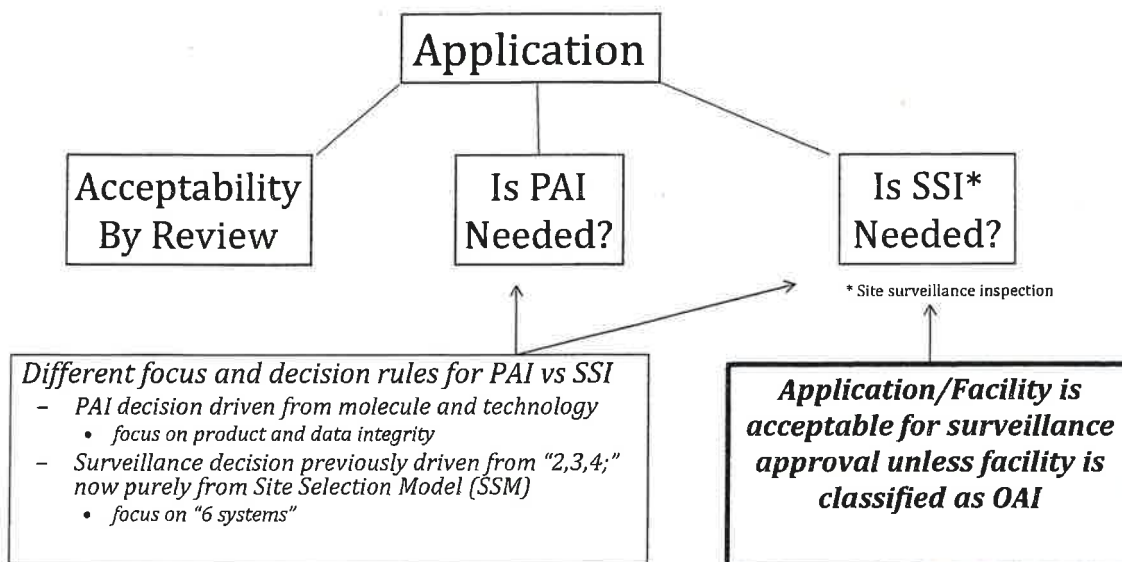 Application
Acceptability
By Review
Is PAI
Needed?
Is SSI*
Needed?
* Site surveillance inspection
Different focus and decision rules for PAI vs SSI
– PAI decision driven from molecule and technology
• focus on product and data integrity
– Surveillance decision previously driven from “2,3,4;”
now purely from Site Selection Model (SSM)
• focus on “6 systems”
Application/Facility is
acceptable for surveillance
approval unless facility is
classified as OAI